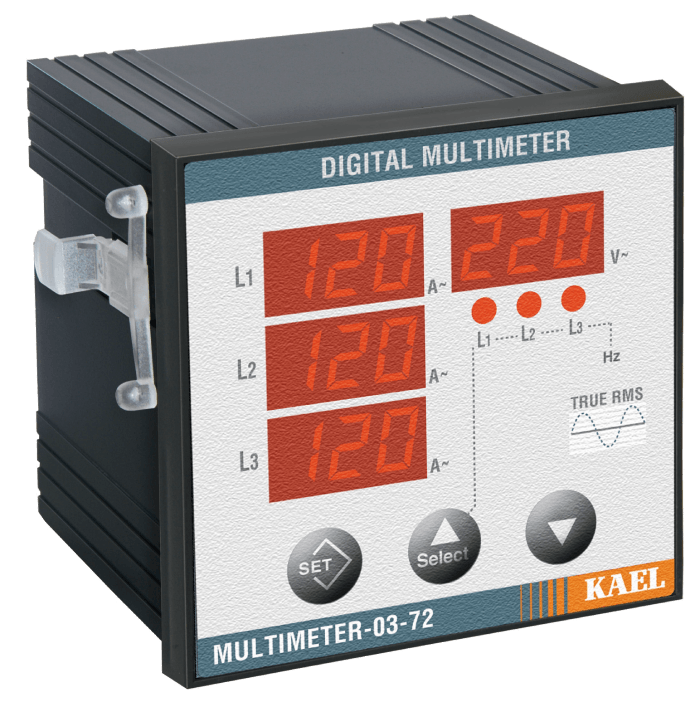 DIGITAL MULTIMETER
L1 120 A~
220 V~
L1 L2 L3
Hz
L2 120 A~
TRUE RMS
L3 120 A~
SET
Select
KAEL
MULTIMETER-03-72